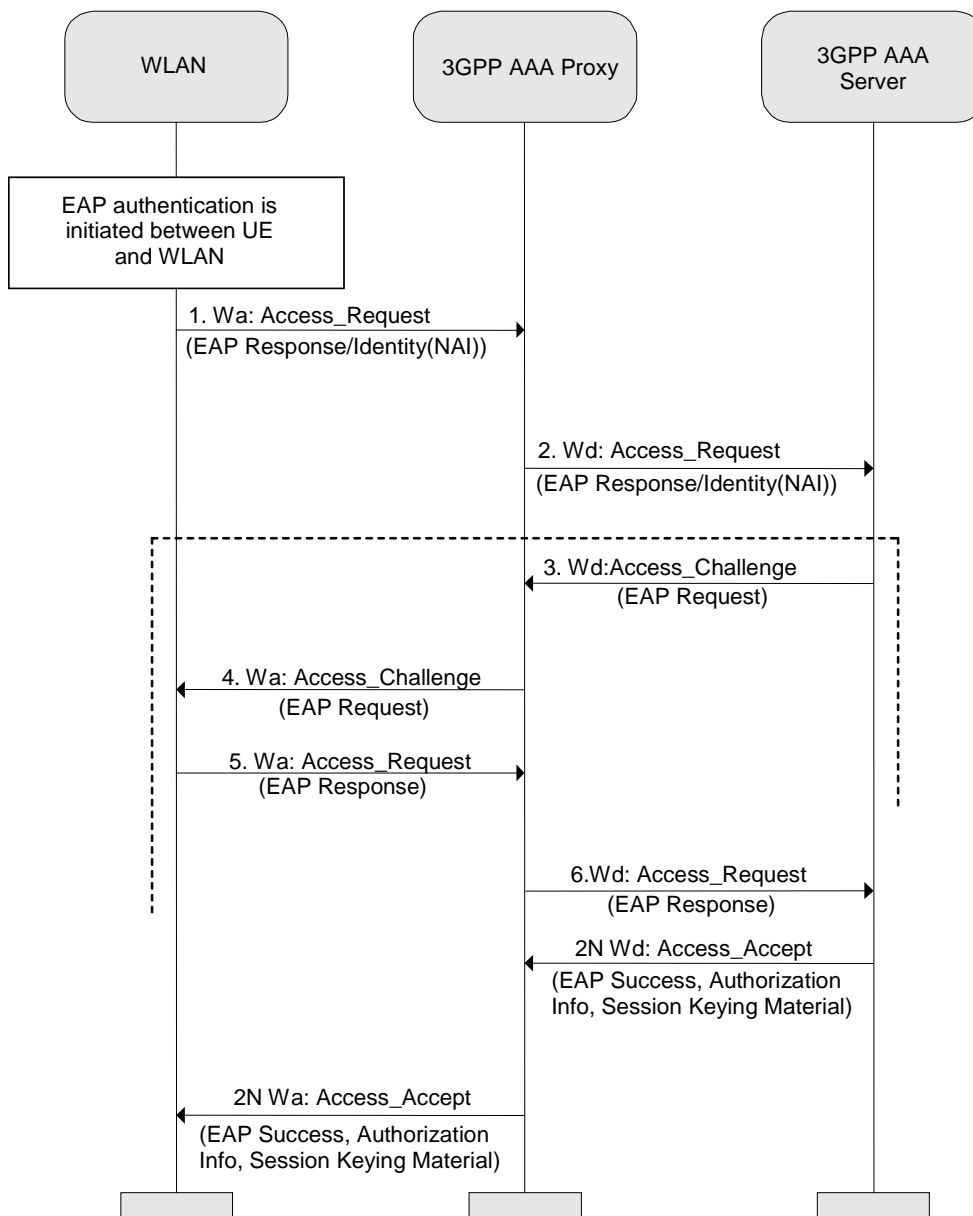 WLAN
3GPP AAA Proxy
3GPP AAA
Server
EAP authentication is
initiated between UE
and WLAN
1. Wa: Access_Request
(EAP Response/Identity(NAI))
2. Wd: Access_Request
(EAP Response/Identity(NAI))
3. Wd:Access_Challenge
(EAP Request)
4. Wa: Access_Challenge
(EAP Request)
5. Wa: Access_Request
(EAP Response)
6.Wd: Access_Request
(EAP Response)
2N Wd: Access_Accept
(EAP Success, Authorization
Info, Session Keying Material)
2N Wa: Access_Accept
(EAP Success, Authorization
Info, Session Keying Material)